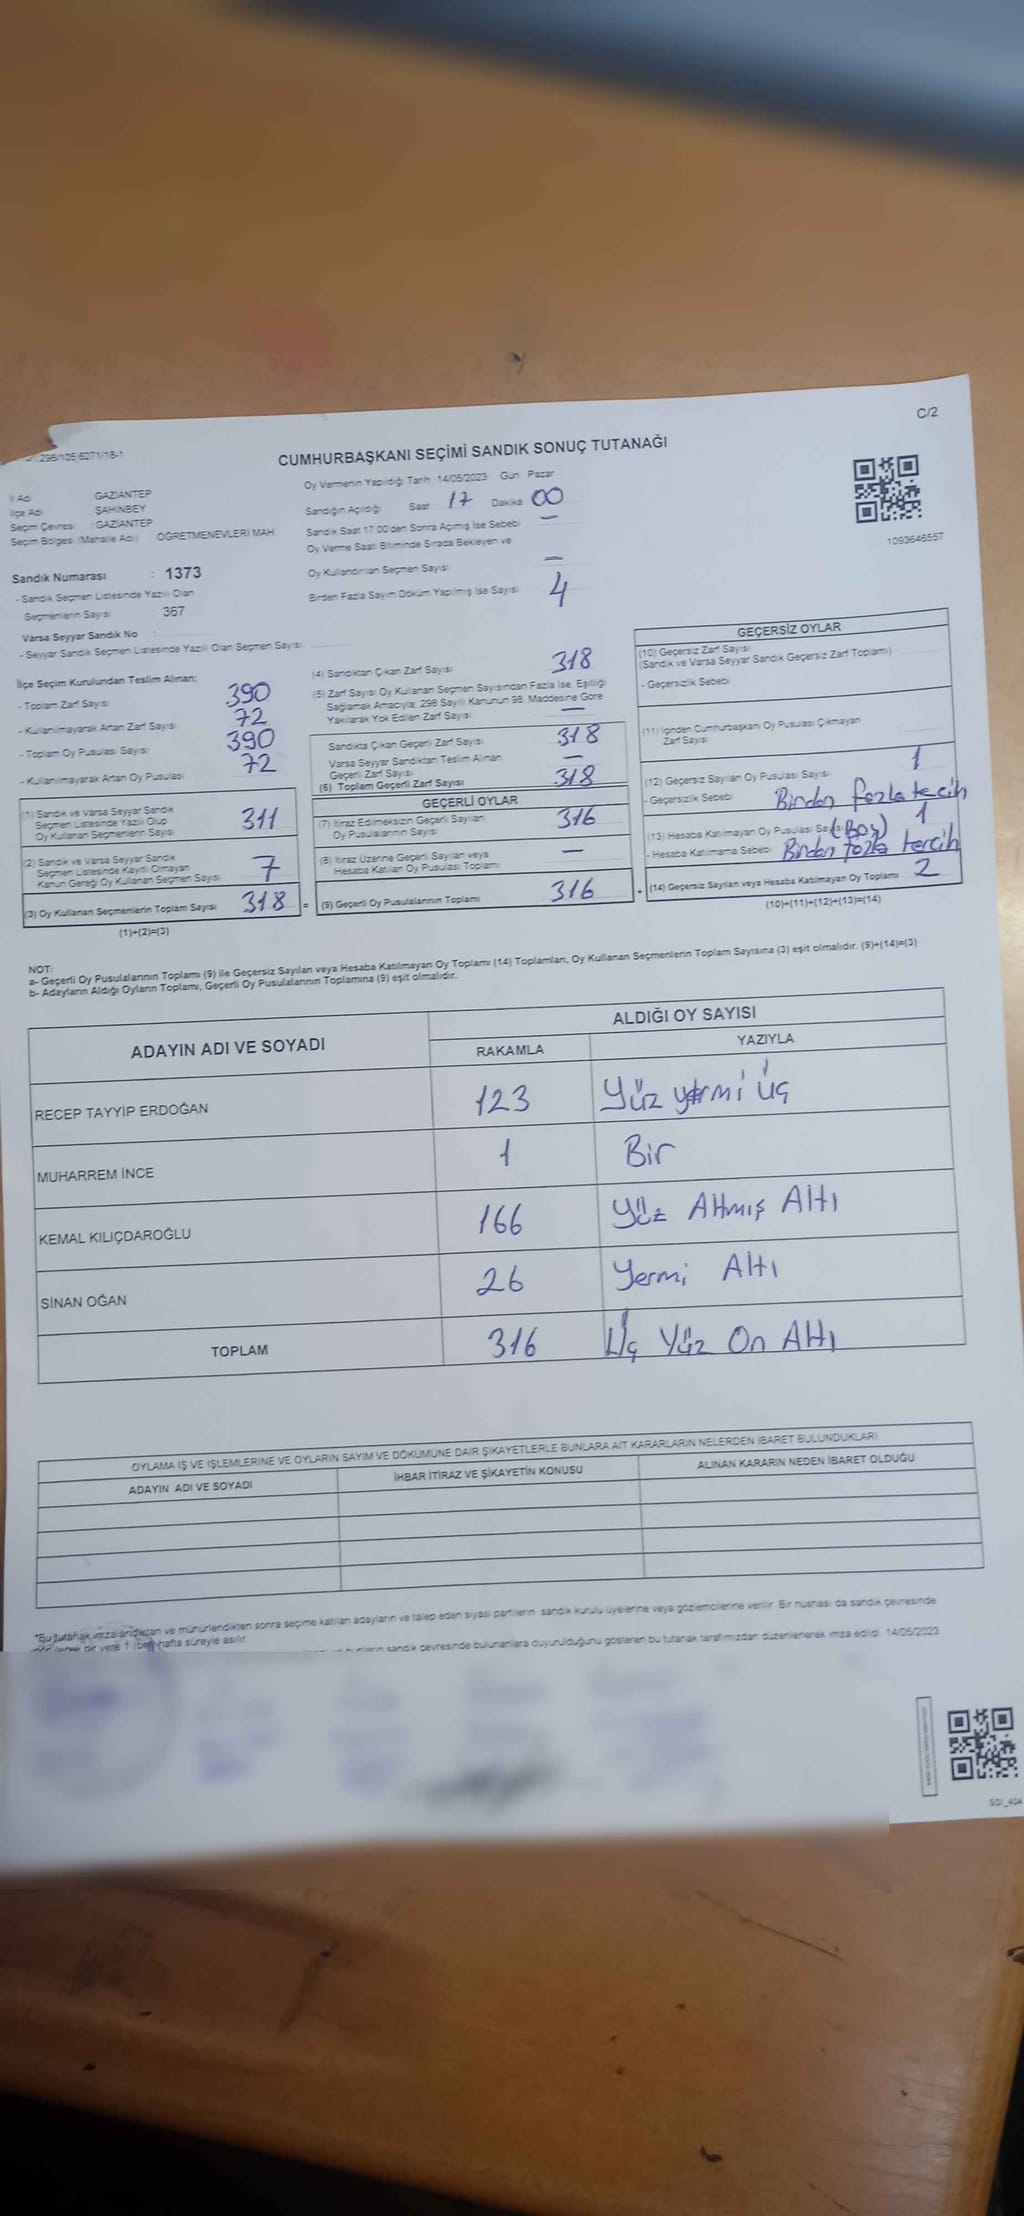 C/2
298/105/6271/18-1
CUMHURBAŞKANI SEÇİMİ SANDIK SONUÇ TUTANAĞI
İl Adı GAZİANTEP
İlçe Adı ŞAHİNBEY
Seçim Çevresi : GAZİANTEP
Seçim Bölgesi (Mahalle Adı) ÖĞRETMENEVLERİ MAH.
Sandık Numarası : 1373
- Sandık Seçmen Listesinde Yazılı Olan
Seçmenlerin Sayısı : 367
Varsa Seyyar Sandık No :
- Seyyar Sandık Seçmen Listesinde Yazılı Olan Seçmen Sayısı:
Oy Vermenin Yapıldığı Tarih 14/05/2023 Gün Pazar
Sandığın Açıldığı Saat 17 Dakika 00
Sandık Saat 17.00'den Sonra Açılmış İse Sebebi —
Oy Verme Saati Bitiminde Sırada Bekleyen ve
Oy Kullandırılan Seçmen Sayısı —
Birden Fazla Sayım Döküm Yapılmış İse Sayısı 4
1093646557
İlçe Seçim Kurulundan Teslim Alınan:
- Toplam Zarf Sayısı 390
- Kullanılmayarak Artan Zarf Sayısı 72
- Toplam Oy Pusulası Sayısı 390
- Kullanılmayarak Artan Oy Pusulası 72
(1) Sandık ve Varsa Seyyar Sandık
Seçmen Listesinde Yazılı Olup
Oy Kullanan Seçmenlerin Sayısı 311
(2) Sandık ve Varsa Seyyar Sandık
Seçmen Listesinde Kayıtlı Olmayan
Kanun Gereği Oy Kullanan Seçmen Sayısı 7
(3) Oy Kullanan Seçmenlerin Toplam Sayısı 318
(1)+(2)=(3)
(4) Sandıktan Çıkan Zarf Sayısı 318
(5) Zarf Sayısı Oy Kullanan Seçmen Sayısından Fazla İse, Eşitliği
Sağlamak Amacıyla, 298 Sayılı Kanunun 98. Maddesine Göre
Yakılarak Yok Edilen Zarf Sayısı —
Sandıkta Çıkan Geçerli Zarf Sayısı 318
Varsa Seyyar Sandıktan Teslim Alınan
Geçerli Zarf Sayısı —
(6) Toplam Geçerli Zarf Sayısı 318
GEÇERLİ OYLAR
(7) İtiraz Edilmeksizin Geçerli Sayılan
Oy Pusulalarının Sayısı 316
(8) İtiraz Üzerine Geçerli Sayılan veya
Hesaba Katılan Oy Pusulası Toplamı —
= (9) Geçerli Oy Pusulalarının Toplamı 316 +
GEÇERSİZ OYLAR
(10) Geçersiz Zarf Sayısı
(Sandık ve Varsa Seyyar Sandık Geçersiz Zarf Toplamı)
- Geçersizlik Sebebi
(11) İçinden Cumhurbaşkanı Oy Pusulası Çıkmayan
Zarf Sayısı
(12) Geçersiz Sayılan Oy Pusulası Sayısı 1
- Geçersizlik Sebebi Birden fazla tercih
(13) Hesaba Katılmayan Oy Pusulası Sayısı (Boş) 1
- Hesaba Katılmama Sebebi Birden fazla tercih
(14) Geçersiz Sayılan veya Hesaba Katılmayan Oy Toplamı 2
(10)+(11)+(12)+(13)=(14)
NOT:
a- Geçerli Oy Pusulalarının Toplamı (9) ile Geçersiz Sayılan veya Hesaba Katılmayan Oy Toplamı (14) Toplamları, Oy Kullanan Seçmenlerin Toplam Sayısına (3) eşit olmalıdır. (9)+(14)=(3)
b- Adayların Aldığı Oyların Toplamı, Geçerli Oy Pusulalarının Toplamına (9) eşit olmalıdır.
ADAYIN ADI VE SOYADI ALDIĞI OY SAYISI
RAKAMLA YAZIYLA
RECEP TAYYİP ERDOĞAN 123 Yüz yirmi üç
MUHARREM İNCE 1 Bir
KEMAL KILIÇDAROĞLU 166 Yüz Atmış Altı
SİNAN OĞAN 26 Yermi Altı
TOPLAM 316 Üç Yüz On Altı
OYLAMA İŞ VE İŞLEMLERİNE VE OYLARIN SAYIM VE DÖKÜMÜNE DAİR ŞİKAYETLERLE BUNLARA AİT KARARLARIN NELERDEN İBARET BULUNDUKLARI
ADAYIN ADI VE SOYADI İHBAR İTİRAZ VE ŞİKAYETİN KONUSU ALINAN KARARIN NEDEN İBARET OLDUĞU
*Bu tutanak imzalandıktan ve mühürlendikten sonra seçime katılan adayların ve talep eden siyasi partilerin sandık kurulu üyelerine veya gözlemcilerine verilir. Bir nüshası da sandık çevresinde
bir yere 1 (bir) hafta süreyle asılır.
sandık çevresinde bulunanlara duyurulduğunu gösteren bu tutanak tarafımızdan düzenlenerek imza edildi. 14/05/2023